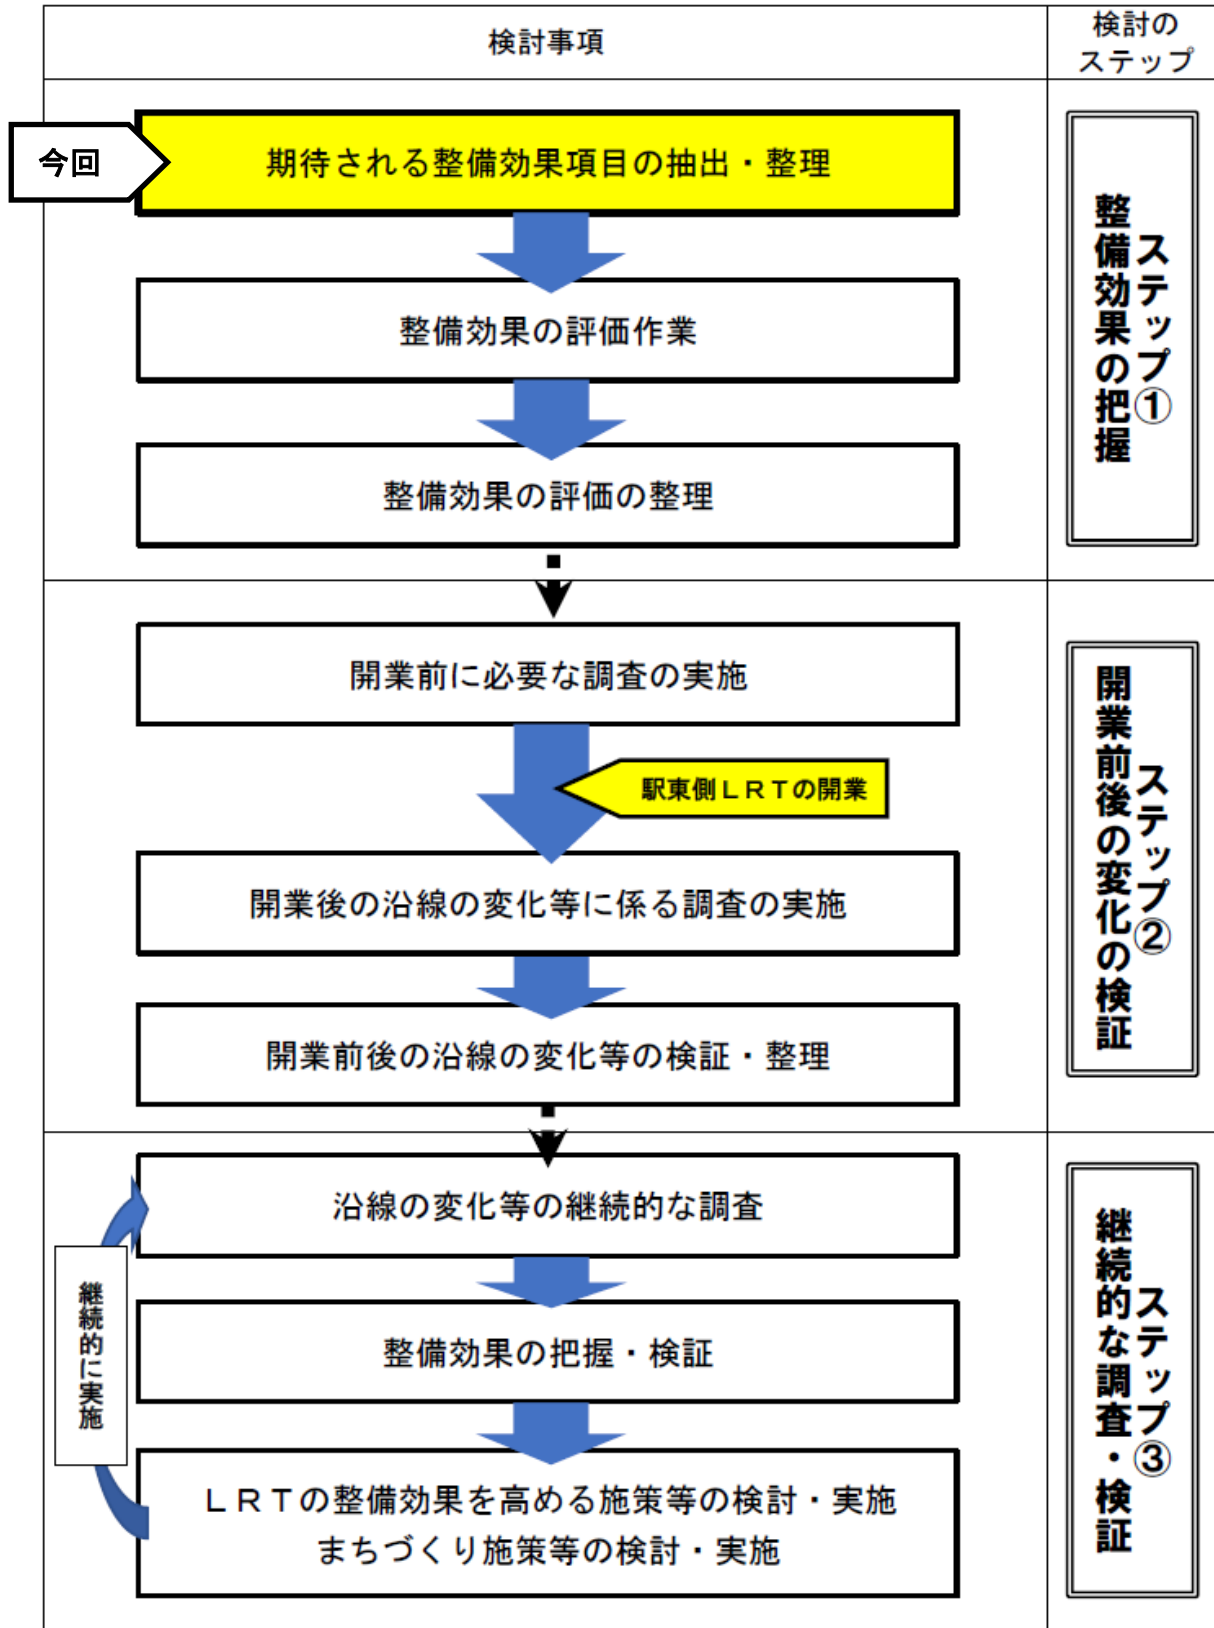 検討事項
検討の
ステップ
今回
期待される整備効果項目の抽出・整理
整備効果の評価作業
整備効果の評価の整理
ステップ①
整備効果の把握
開業前に必要な調査の実施
駅東側ＬＲＴの開業
開業後の沿線の変化等に係る調査の実施
開業前後の沿線の変化等の検証・整理
ステップ②
開業前後の変化の検証
沿線の変化等の継続的な調査
整備効果の把握・検証
ＬＲＴの整備効果を高める施策等の検討・実施
まちづくり施策等の検討・実施
継続的に実施
ステップ③
継続的な調査・検証